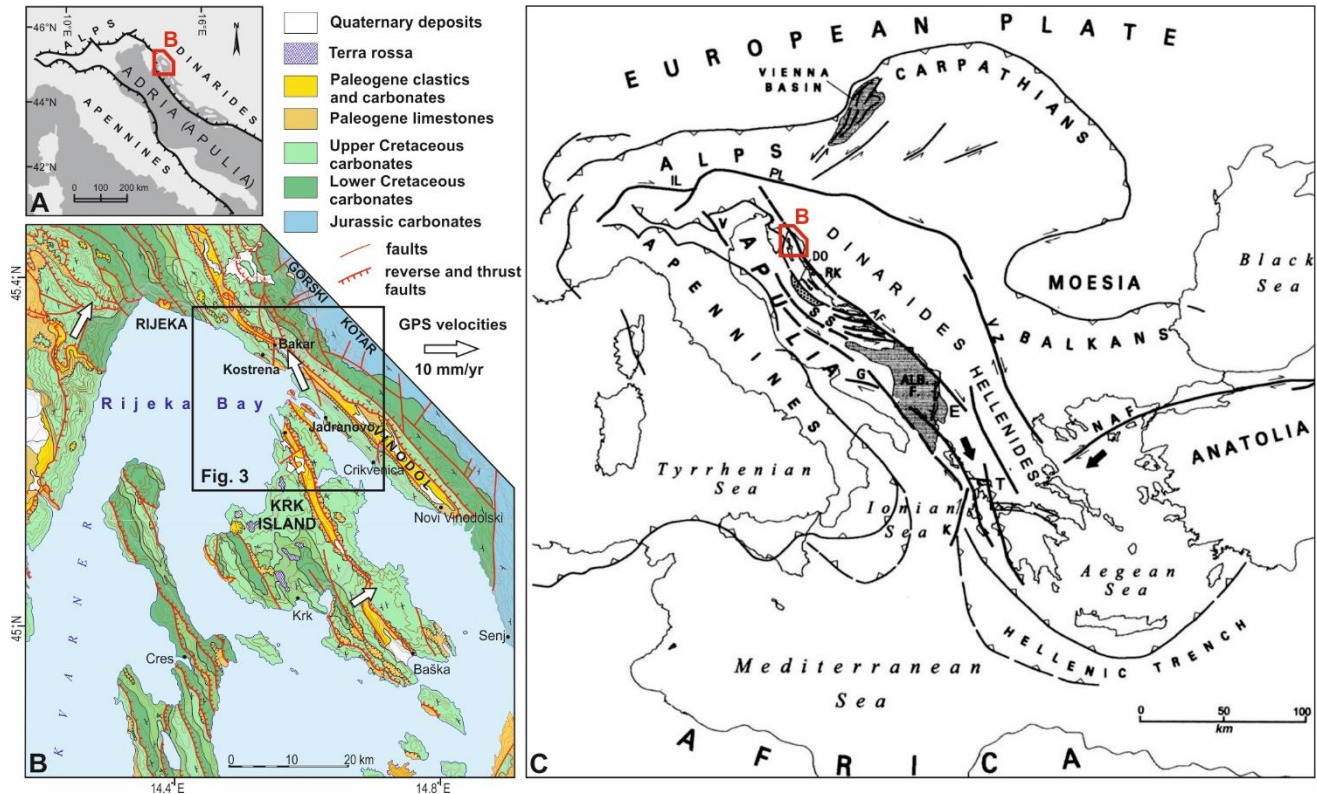 10°E
16°E
46°N
44°N
42°N
ALPS
B
DINARIDES
ADRIA (APULIA)
APENNINES
N
0 100 200 km
A
Quaternary deposits
Terra rossa
Paleogene clastics
and carbonates
Paleogene limestones
Upper Cretaceous
carbonates
Lower Cretaceous
carbonates
Jurassic carbonates
faults
reverse and thrust
faults
GPS velocities
10 mm/yr
45.4°N
45°N
GORSKI
KOTAR
RIJEKA
Bakar
Kostrena
Rijeka Bay
Jadranovo
VINODOL
Crikvenica
Fig. 3
KRK
ISLAND
Novi Vinodolski
KVARNER
Krk
Senj
Cres
Baška
0 10 20 km
B
14.4°E
14.8°E
EUROPEAN PLATE
VIENNA
BASIN
CARPATHIANS
ALPS
IL
PL
V
B
DO
RK
DINARIDES
SS
AF
APULIA
APENNINES
MOESIA
Black
Sea
VZ
BALKANS
HELLENIDES
G
ALB.
F.
E
NAF
ANATOLIA
Tyrrhenian
Sea
T
Ionian
Sea
K
Aegean
Sea
HELLENIC TRENCH
Mediterranean
Sea
0 50 100
km
AFRICA
C